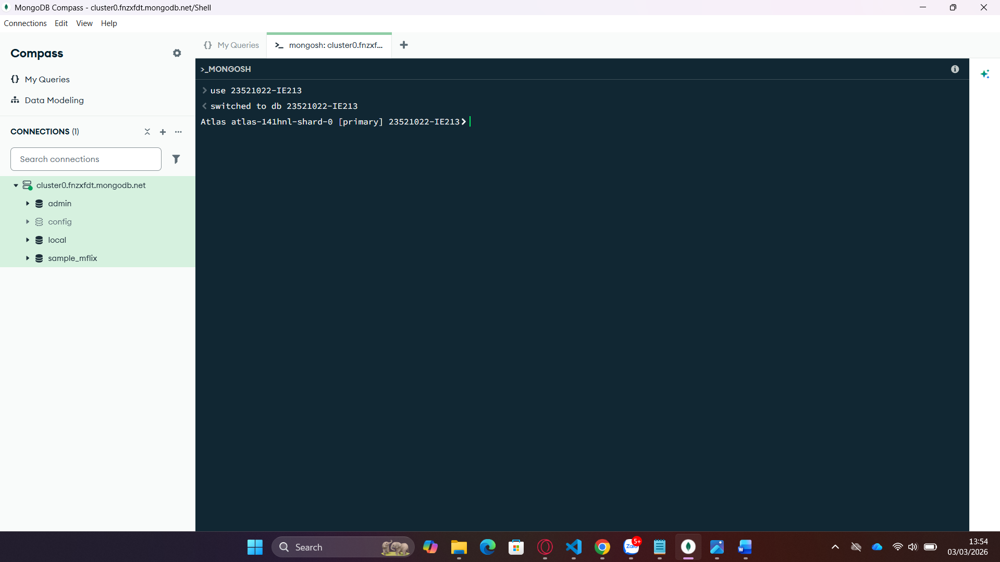 MongoDB Compass - cluster0.fnzxfdt.mongodb.net/Shell
Connections Edit View Help
Compass
My Queries
Data Modeling
CONNECTIONS (1)
Search connections
cluster0.fnzxfdt.mongodb.net
admin
config
local
sample_mflix
My Queries
mongosh: cluster0.fnzxf...
>_MONGOSH
> use 23521022-IE213
< switched to db 23521022-IE213
Atlas atlas-141hnl-shard-0 [primary] 23521022-IE213>
Search
Zalo
5+
W
13:54
03/03/2026